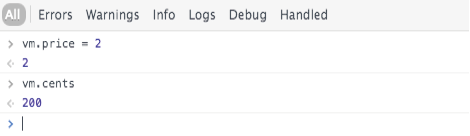 All Errors Warnings Info Logs Debug Handled
> vm.price = 2
< 2
> vm.cents
< 200
>